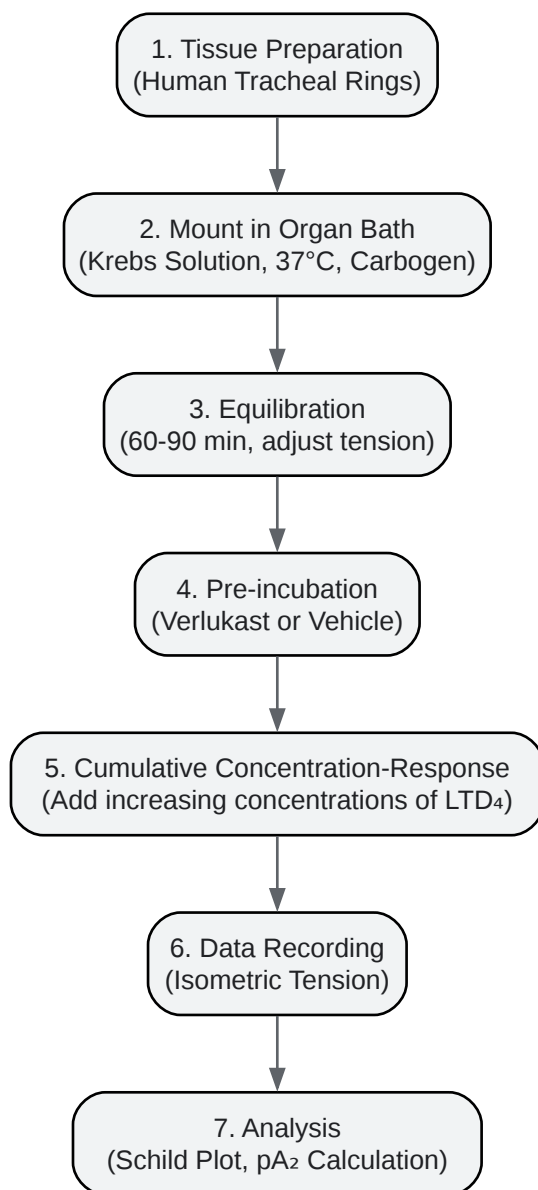 1. Tissue Preparation
(Human Tracheal Rings)
2. Mount in Organ Bath
(Krebs Solution, 37°C, Carbogen)
3. Equilibration
(60-90 min, adjust tension)
4. Pre-incubation
(Verlukast or Vehicle)
5. Cumulative Concentration-Response
(Add increasing concentrations of LTD₄)
6. Data Recording
(Isometric Tension)
7. Analysis
(Schild Plot, pA₂ Calculation)